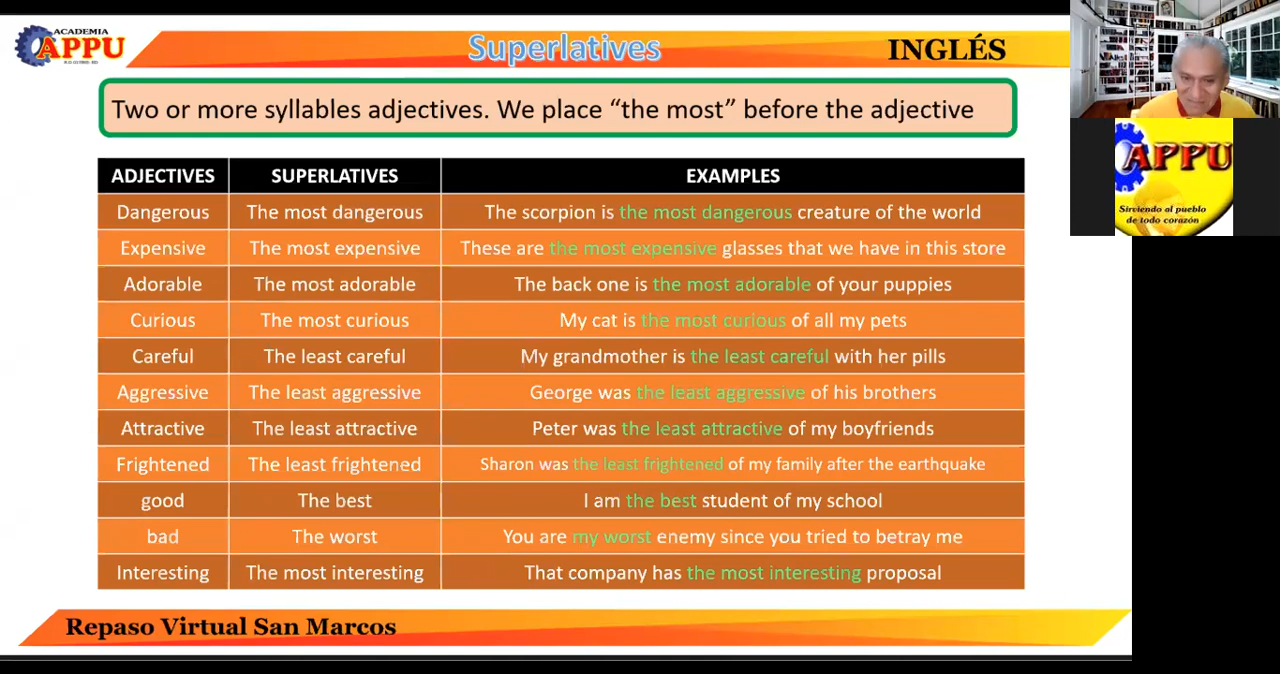 ACADEMIA
APPU
Superlatives
INGLÉS
Two or more syllables adjectives. We place “the most” before the adjective
ADJECTIVES SUPERLATIVES EXAMPLES
Dangerous The most dangerous The scorpion is the most dangerous creature of the world
Expensive The most expensive These are the most expensive glasses that we have in this store
Adorable The most adorable The back one is the most adorable of your puppies
Curious The most curious My cat is the most curious of all my pets
Careful The least careful My grandmother is the least careful with her pills
Aggressive The least aggressive George was the least aggressive of his brothers
Attractive The least attractive Peter was the least attractive of my boyfriends
Frightened The least frightened Sharon was the least frightened of my family after the earthquake
good The best I am the best student of my school
bad The worst You are my worst enemy since you tried to betray me
Interesting The most interesting That company has the most interesting proposal
Repaso Virtual San Marcos
APPU
Sirviendo al pueblo
de todo corazón